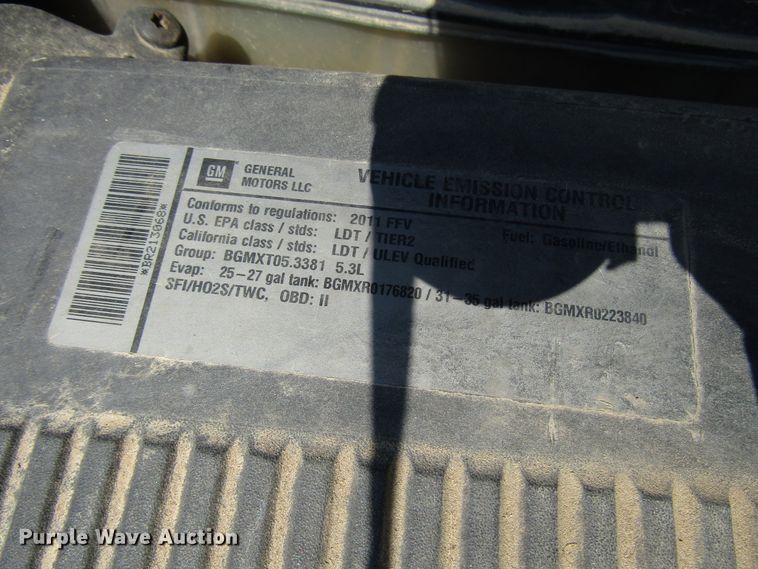 GM
GENERAL
MOTORS LLC
VEHICLE EMISSION CONTROL
INFORMATION
Conforms to regulations: 2011 FFV Fuel: Gasoline/Ethanol
U.S. EPA class / stds: LDT / TIER2
California class / stds: LDT / ULEV Qualified
Group: BGMXT05.3381 5.3L
Evap: 25-27 gal tank: BGMXR0176820 / 31-35 gal tank: BGMXR0223840
SFI/HO2S/TWC, OBD: II
*BR213068*
Purple Wave Auction